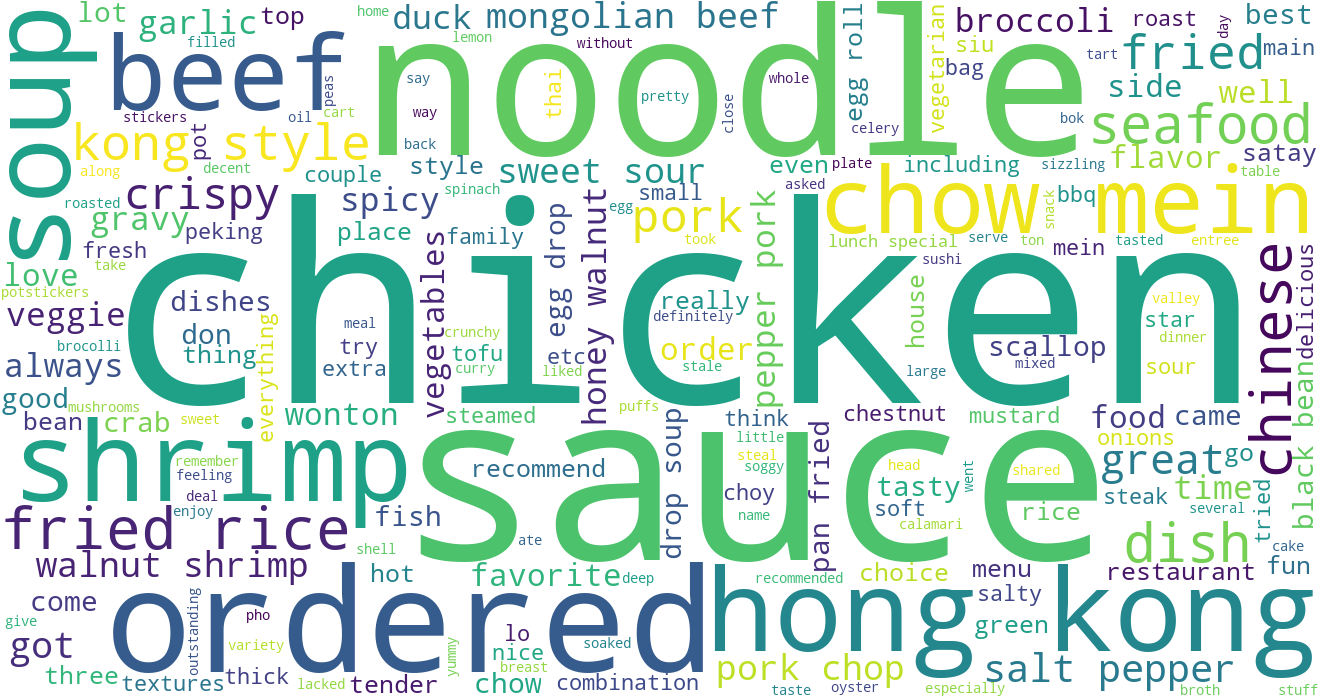 soup
lot
garlic
top
home
duck
mongolian beef
lemon
filled
without
beef
noodle
say
way
back
thai
pretty
close
whole
egg roll
celery
vegetarian
broccoli
roast
day
best
siu
bag
fried
main
tart
side
well
bok
seafood
peas
stickers
oil
cart
kong style
pot
decent
along
couple
style
sweet sour
even
plate
including
sizzling
flavor
satay
table
roasted
crispy
gravy
peking
fresh
take
spicy
spinach
place
family
egg
small
pork
took
asked
chow mein
bbq
snack
lunch special
serve
ton
mein
tasted
entree
sushi
love
potstickers
veggie
dishes
don
thing
brocolli
everything
chicken
meal
try
extra
vegetables
crunchy
tofu
curry
egg drop
etc
liked
honey walnut
really
definitely
order
stale
pepper pork
house
large
scallop
mixed
valley
star
dinner
sour
chinese
delicious
black bean
always
good
mushrooms
bean
crab
sweet
wonton
steamed
puffs
drop soup
think
little
steal
soggy
chestnut
mustard
food
came
onions
shrimp
remember
feeling
deal
enjoy
recommend
sauce
choy
name
pan fried
head
tasty
soft
calamari
went
shared
rice
great
go
steak
time
several
tried
fried rice
fish
ate
dish
cake
fun
walnut shrimp
shell
hot
favorite
deep
recommended
choice
menu
restaurant
salty
come
give
ordered
outstanding
pho
variety
got
three
textures
thick
lacked
tender
yummy
lo
nice
breast
chow
soaked
combination
hong kong
green
pork chop
taste
oyster
especially
salt pepper
broth
stuff